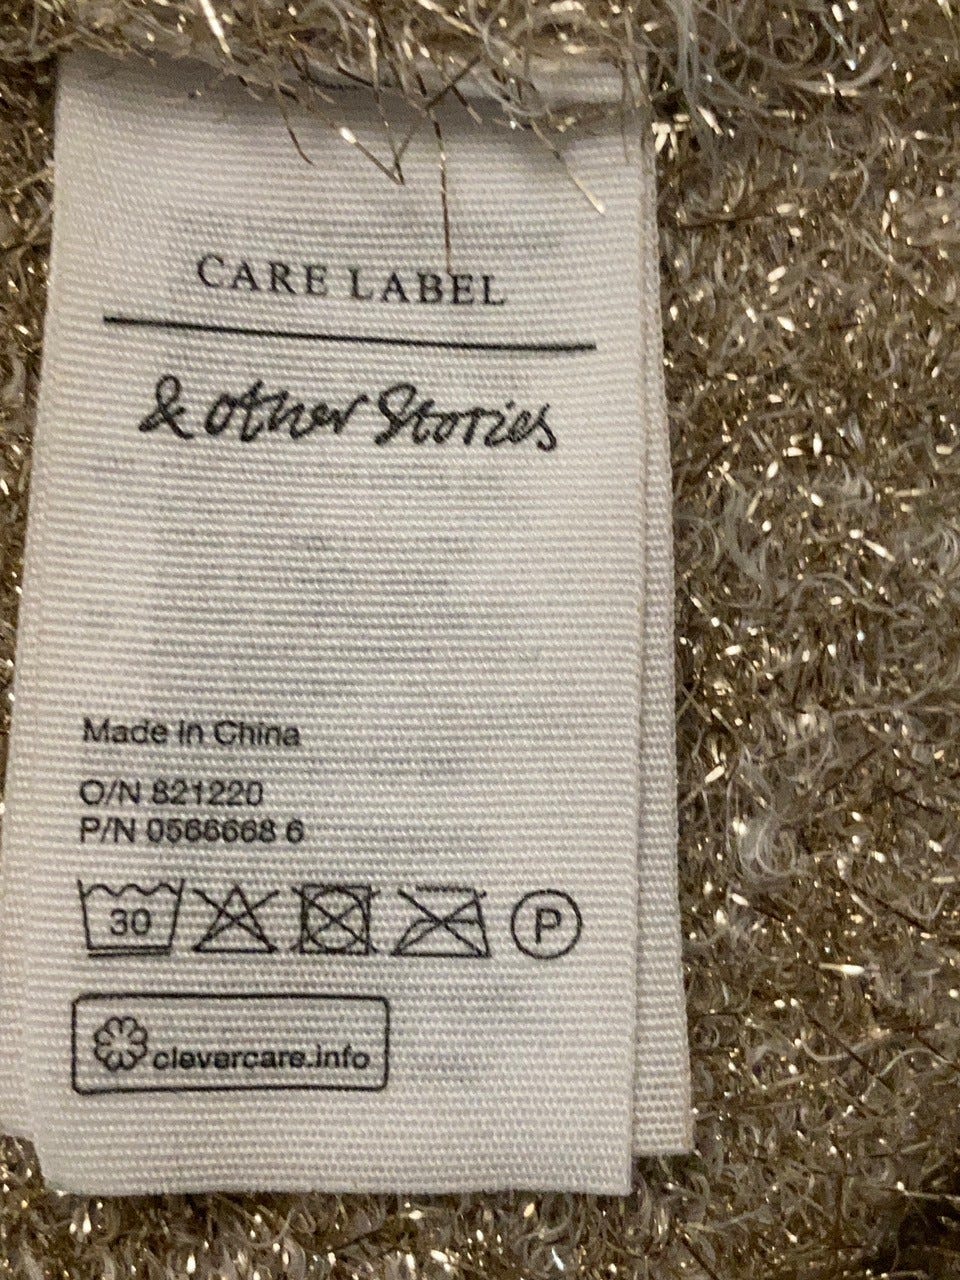 CARE LABEL
& other Stories
Made in China
O/N 821220
P/N 0566668 6
30 P
clevercare.info